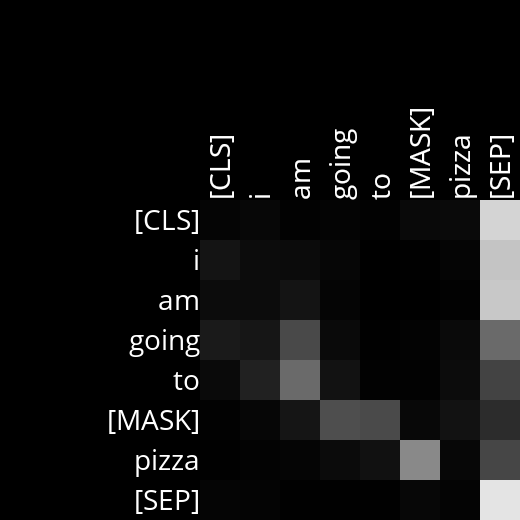 [CLS] i am going to [MASK] pizza [SEP]
[CLS]
i
am
going
to
[MASK]
pizza
[SEP]